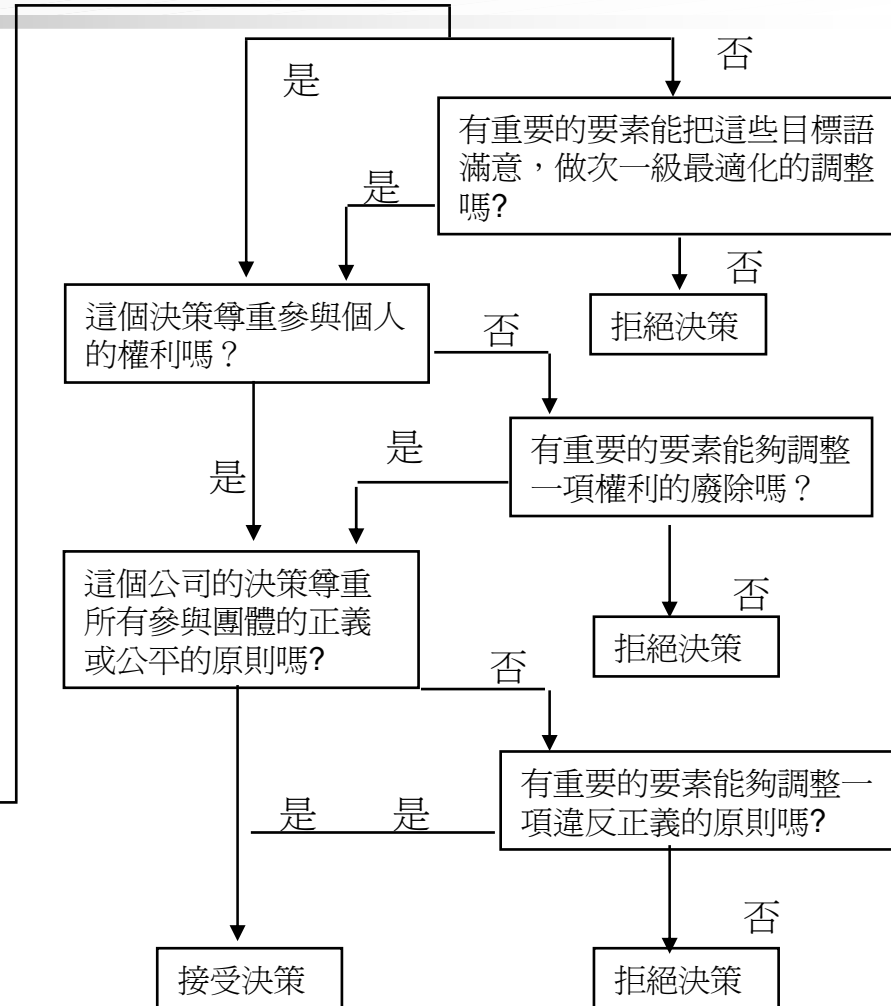 是
否
有重要的要素能把這些目標語
滿意，做次一級最適化的調整
嗎?
是
否
拒絕決策
這個決策尊重參與個人
的權利嗎？
否
是
是
有重要的要素能夠調整
一項權利的廢除嗎？
否
拒絕決策
這個公司的決策尊重
所有參與團體的正義
或公平的原則嗎?
否
有重要的要素能夠調整一
項違反正義的原則嗎?
是 是
否
接受決策
拒絕決策